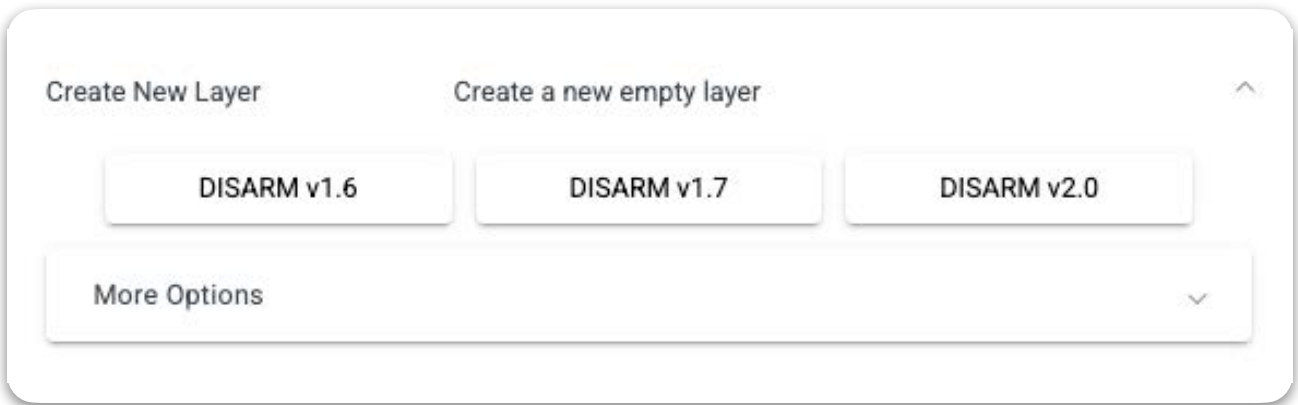 Create New Layer Create a new empty layer
DISARM v1.6 DISARM v1.7 DISARM v2.0
More Options